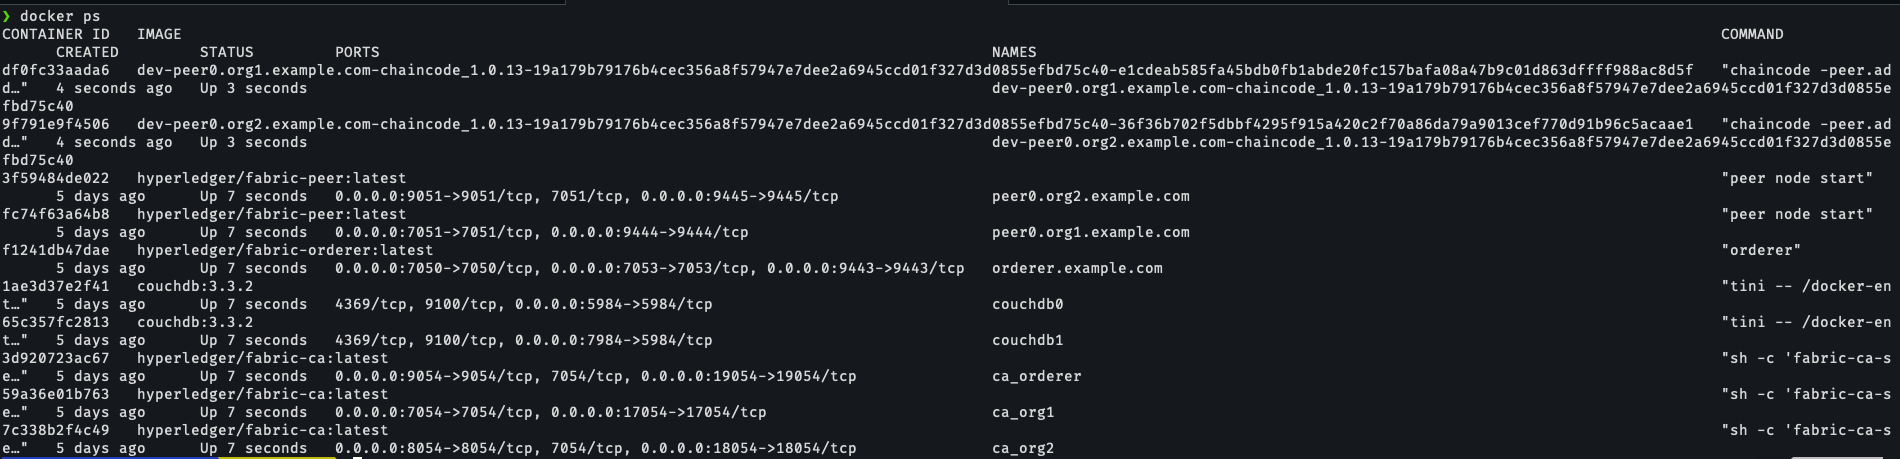 ❯ docker ps
CONTAINER ID   IMAGE   COMMAND
CREATED   STATUS   PORTS   NAMES
df0fc33aada6   dev-peer0.org1.example.com-chaincode_1.0.13-19a179b79176b4cec356a8f57947e7dee2a6945ccd01f327d3d0855efbd75c40-e1cdeab585fa45bdb0fb1abde20fc157bafa08a47b9c01d863dffff988ac8d5f   "chaincode -peer.ad
d…"   4 seconds ago   Up 3 seconds   dev-peer0.org1.example.com-chaincode_1.0.13-19a179b79176b4cec356a8f57947e7dee2a6945ccd01f327d3d0855e
fbd75c40
9f791e9f4506   dev-peer0.org2.example.com-chaincode_1.0.13-19a179b79176b4cec356a8f57947e7dee2a6945ccd01f327d3d0855efbd75c40-36f36b702f5dbbf4295f915a420c2f70a86da79a9013cef770d91b96c5acaae1   "chaincode -peer.ad
d…"   4 seconds ago   Up 3 seconds   dev-peer0.org2.example.com-chaincode_1.0.13-19a179b79176b4cec356a8f57947e7dee2a6945ccd01f327d3d0855e
fbd75c40
3f59484de022   hyperledger/fabric-peer:latest   "peer node start"
5 days ago   Up 7 seconds   0.0.0.0:9051->9051/tcp, 7051/tcp, 0.0.0.0:9445->9445/tcp   peer0.org2.example.com
fc74f63a64b8   hyperledger/fabric-peer:latest   "peer node start"
5 days ago   Up 7 seconds   0.0.0.0:7051->7051/tcp, 0.0.0.0:9444->9444/tcp   peer0.org1.example.com
f1241db47dae   hyperledger/fabric-orderer:latest   "orderer"
5 days ago   Up 7 seconds   0.0.0.0:7050->7050/tcp, 0.0.0.0:7053->7053/tcp, 0.0.0.0:9443->9443/tcp   orderer.example.com
1ae3d37e2f41   couchdb:3.3.2   "tini -- /docker-en
t…"   5 days ago   Up 7 seconds   4369/tcp, 9100/tcp, 0.0.0.0:5984->5984/tcp   couchdb0
65c357fc2813   couchdb:3.3.2   "tini -- /docker-en
t…"   5 days ago   Up 7 seconds   4369/tcp, 9100/tcp, 0.0.0.0:7984->5984/tcp   couchdb1
3d920723ac67   hyperledger/fabric-ca:latest   "sh -c 'fabric-ca-s
e…"   5 days ago   Up 7 seconds   0.0.0.0:9054->9054/tcp, 7054/tcp, 0.0.0.0:19054->19054/tcp   ca_orderer
59a36e01b763   hyperledger/fabric-ca:latest   "sh -c 'fabric-ca-s
e…"   5 days ago   Up 7 seconds   0.0.0.0:7054->7054/tcp, 0.0.0.0:17054->17054/tcp   ca_org1
7c338b2f4c49   hyperledger/fabric-ca:latest   "sh -c 'fabric-ca-s
e…"   5 days ago   Up 7 seconds   0.0.0.0:8054->8054/tcp, 7054/tcp, 0.0.0.0:18054->18054/tcp   ca_org2